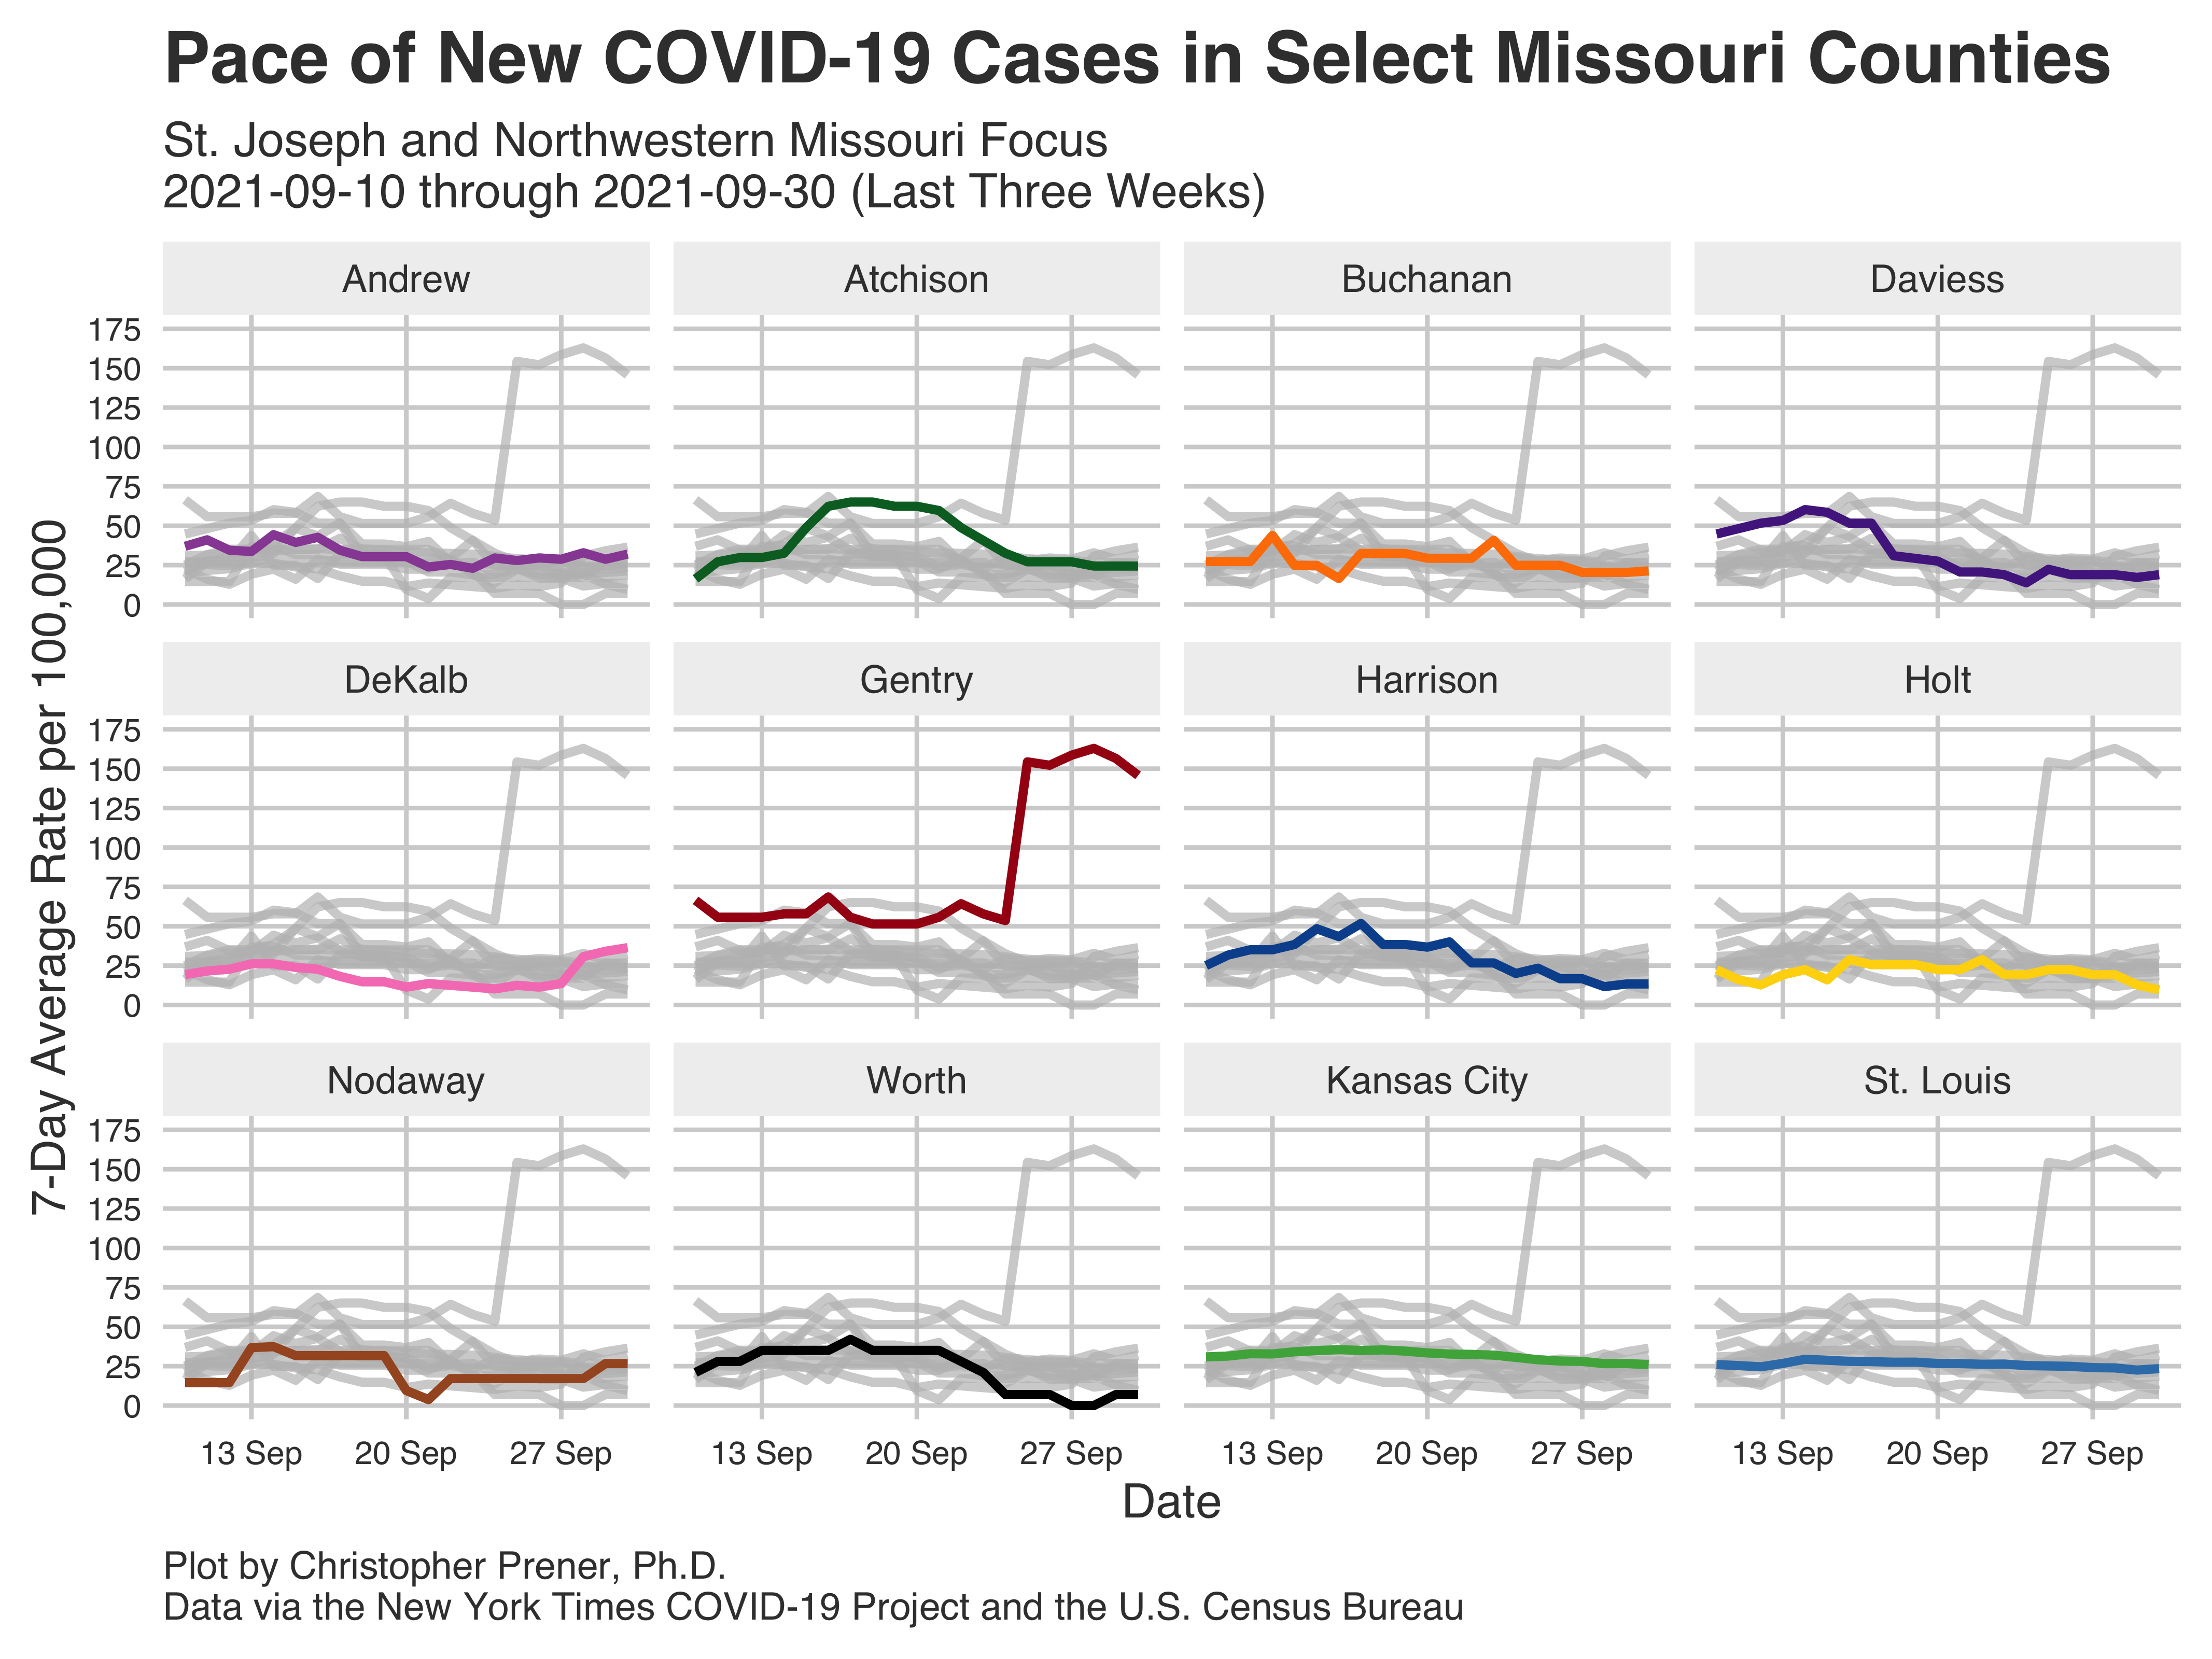 Pace of New COVID-19 Cases in Select Missouri Counties
St. Joseph and Northwestern Missouri Focus
2021-09-10 through 2021-09-30 (Last Three Weeks)
7-Day Average Rate per 100,000
Andrew
Atchison
Buchanan
Daviess
175
150
125
100
75
50
25
0
DeKalb
Gentry
Harrison
Holt
175
150
125
100
75
50
25
0
Nodaway
Worth
Kansas City
St. Louis
175
150
125
100
75
50
25
0
13 Sep 20 Sep 27 Sep 13 Sep 20 Sep 27 Sep 13 Sep 20 Sep 27 Sep 13 Sep 20 Sep 27 Sep
Date
Plot by Christopher Prener, Ph.D.
Data via the New York Times COVID-19 Project and the U.S. Census Bureau